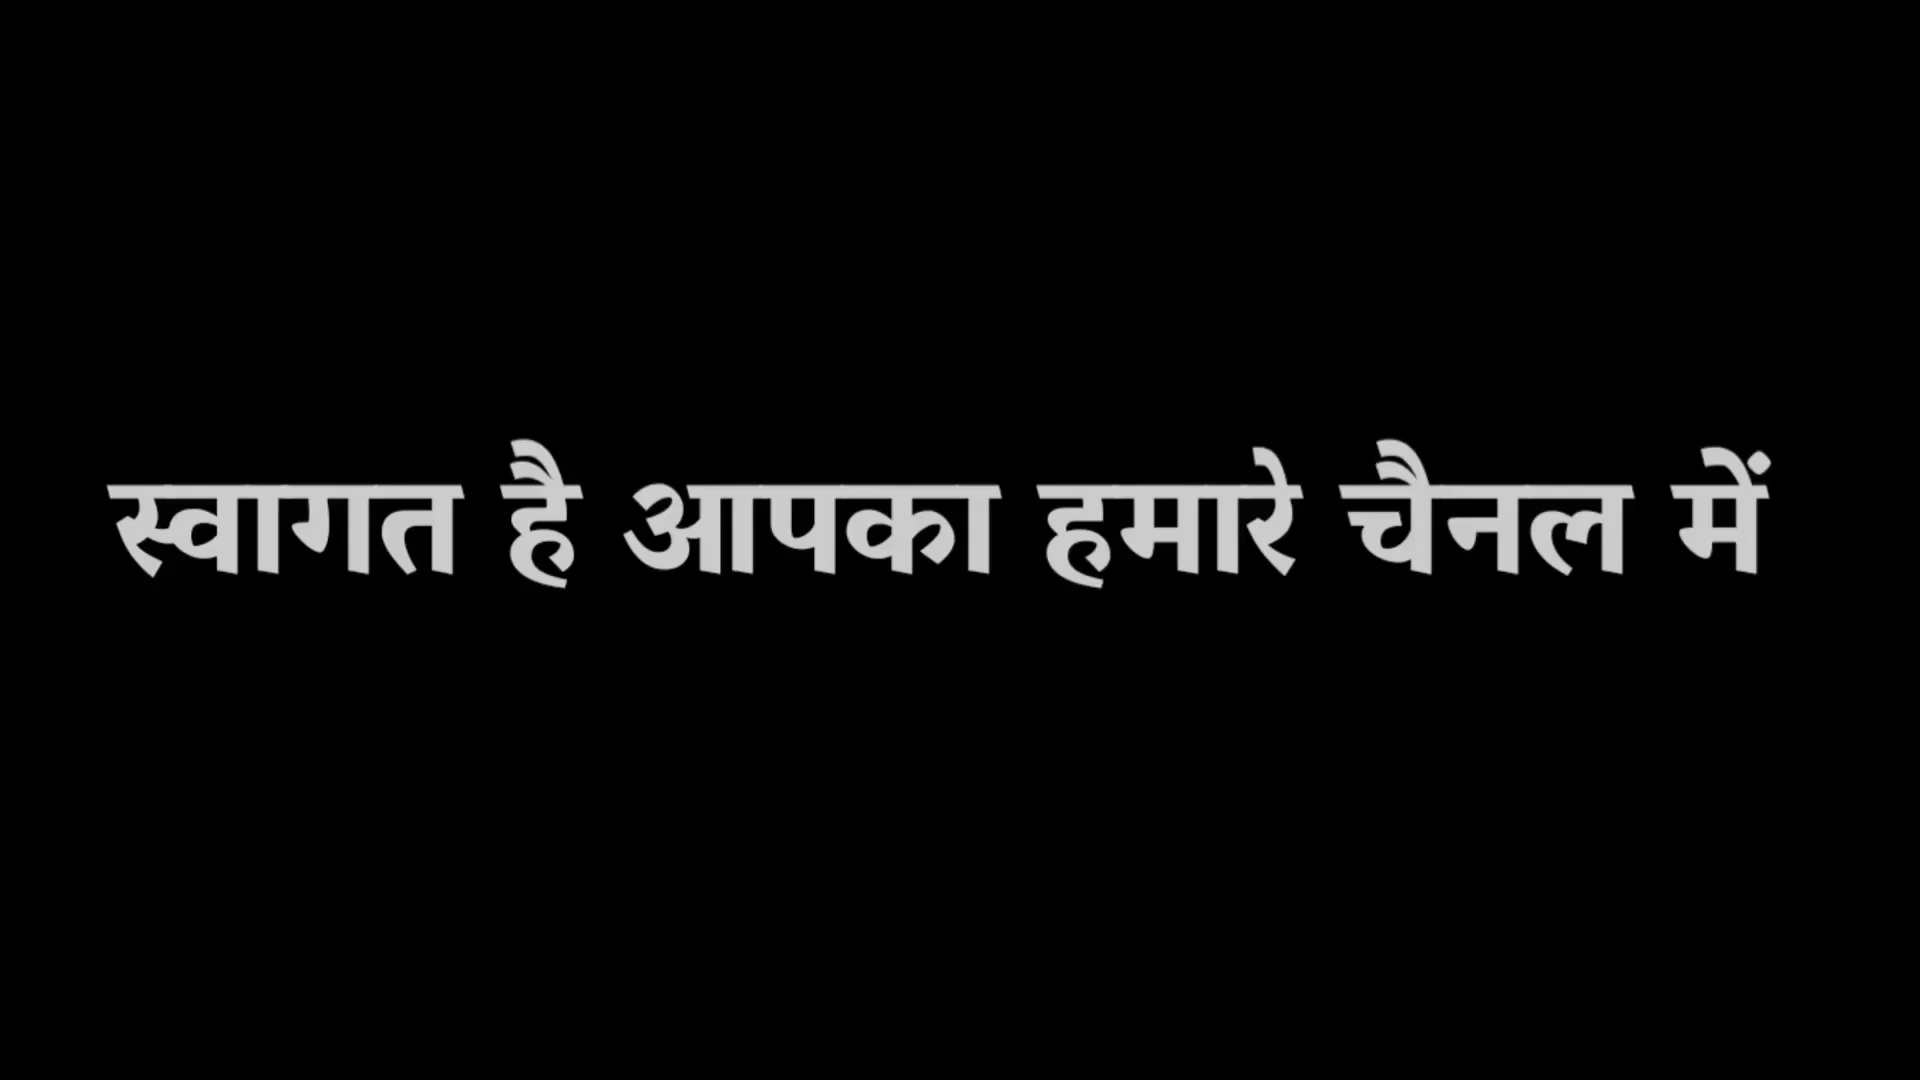 स्वागत है आपका हमारे चैनल में